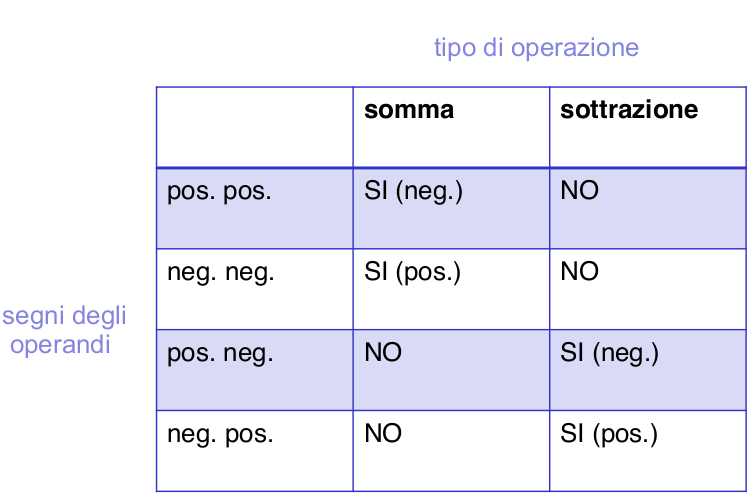 tipo di operazione
somma sottrazione
pos. pos. SI (neg.) NO
neg. neg. SI (pos.) NO
segni degli
operandi
pos. neg. NO SI (neg.)
neg. pos. NO SI (pos.)